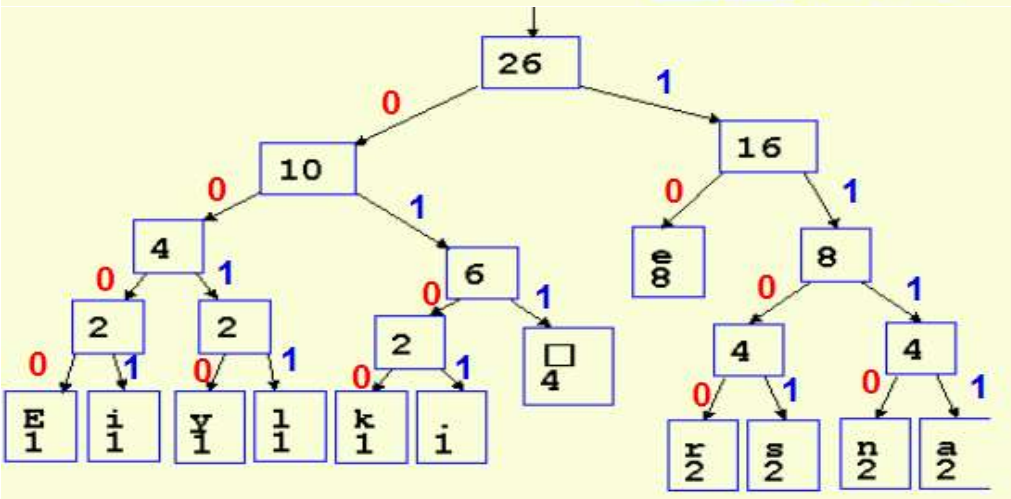 26
0 1
10 16
0 1 0 1
4 6 e 8
8
0 1 0 1 0 1
2 2 2 □ 4 4
4
0 1 0 1 0 1 0 1 0 1
E i y l k . r s n a
1 1 1 1 1 1 2 2 2 2